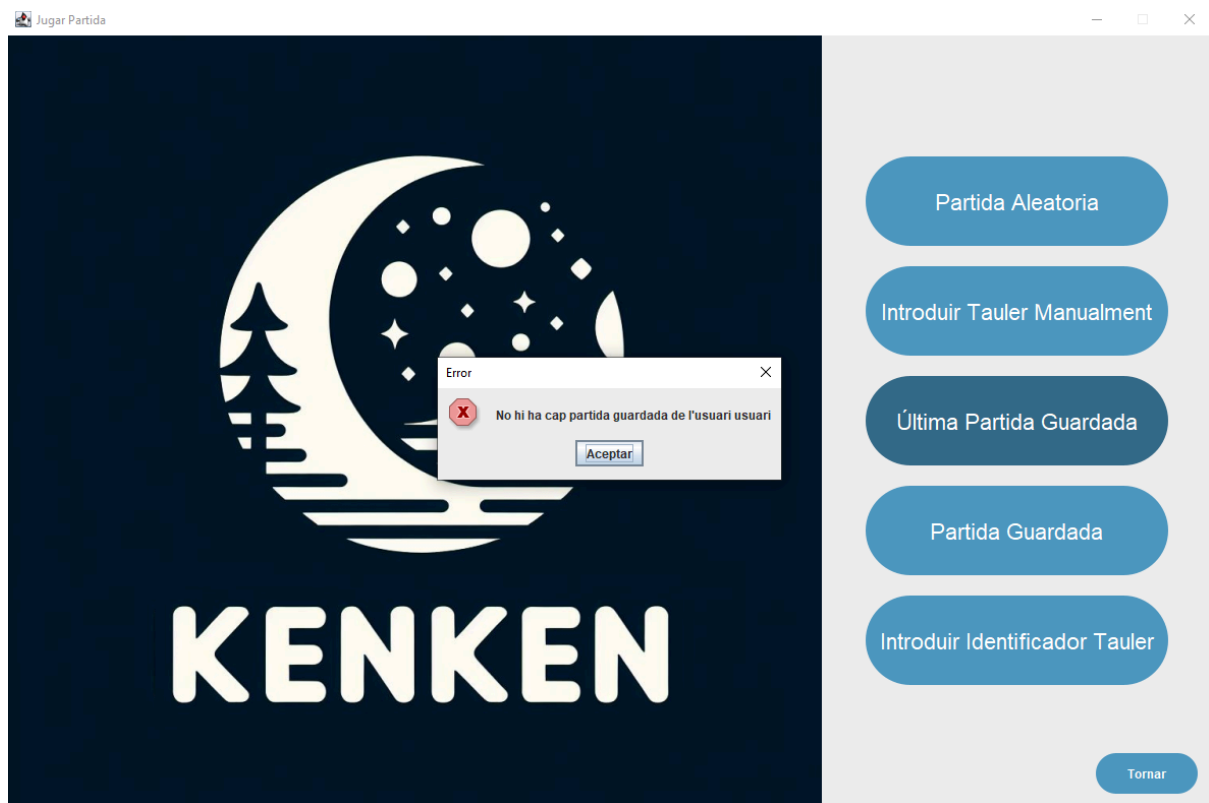 Jugar Partida
Partida Aleatoria
Introduir Tauler Manualment
Error
No hi ha cap partida guardada de l'usuari usuari
Aceptar
Última Partida Guardada
Partida Guardada
KENKEN
Introduir Identificador Tauler
Tornar